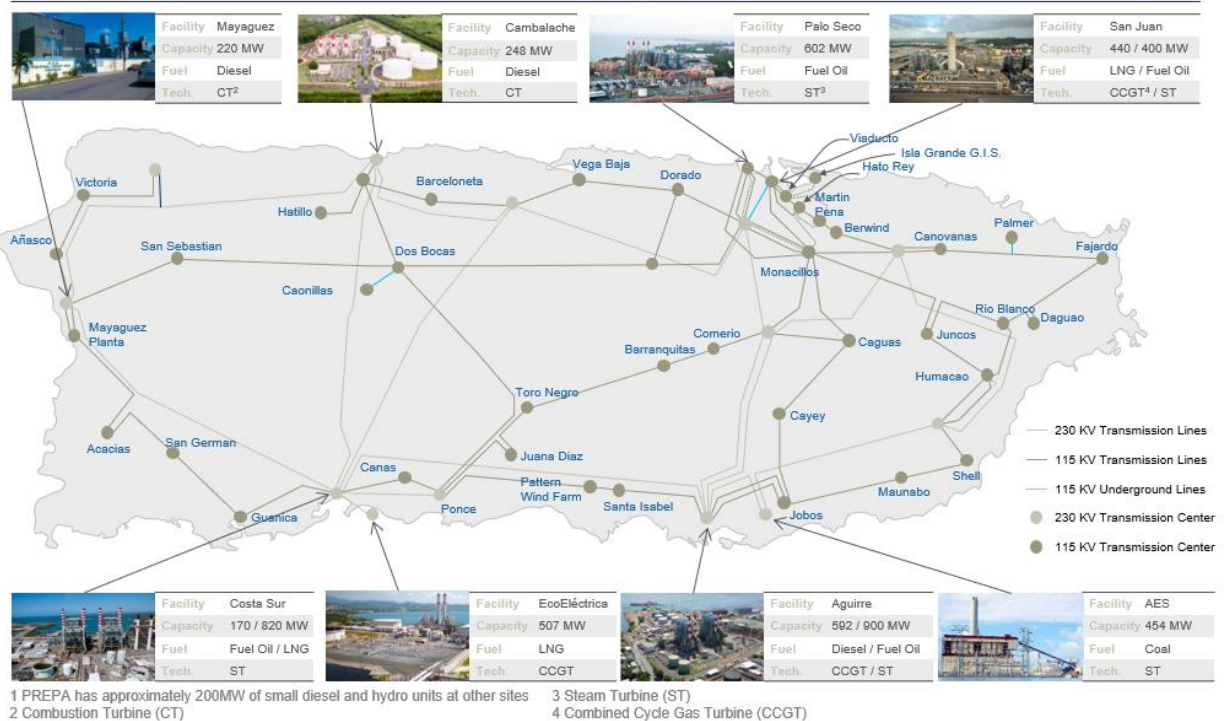 Facility Mayaguez
Capacity 220 MW
Fuel Diesel
Tech. CT²
Facility Cambalache
Capacity 248 MW
Fuel Diesel
Tech. CT
Facility Palo Seco
Capacity 602 MW
Fuel Fuel Oil
Tech. ST³
Facility San Juan
Capacity 440 / 400 MW
Fuel LNG / Fuel Oil
Tech. CCGT⁴ / ST
Viaducto
Isla Grande G.I.S.
Hato Rey
Vega Baja
Victoria
Barceloneta
Dorado
Martin
Pena
Hatillo
Berwind
Palmer
Añasco
San Sebastian
Dos Bocas
Canovanas
Fajardo
Monacillos
Caonillas
Rio Blanco
Daguao
Mayaguez
Planta
Comerio
Juncos
Barranquitas
Caguas
Humacao
Toro Negro
Cayey
Acacias
San German
Juana Diaz
Canas
Pattern
Wind Farm
Shell
Maunabo
Santa Isabel
Guanica
Ponce
Jobos
230 KV Transmission Lines
115 KV Transmission Lines
115 KV Underground Lines
230 KV Transmission Center
115 KV Transmission Center
Facility Costa Sur
Capacity 170 / 820 MW
Fuel Fuel Oil / LNG
Tech. ST
Facility EcoEléctrica
Capacity 507 MW
Fuel LNG
Tech. CCGT
Facility Aguirre
Capacity 592 / 900 MW
Fuel Diesel / Fuel Oil
Tech. CCGT / ST
Facility AES
Capacity 454 MW
Fuel Coal
Tech. ST
1 PREPA has approximately 200MW of small diesel and hydro units at other sites
2 Combustion Turbine (CT)
3 Steam Turbine (ST)
4 Combined Cycle Gas Turbine (CCGT)